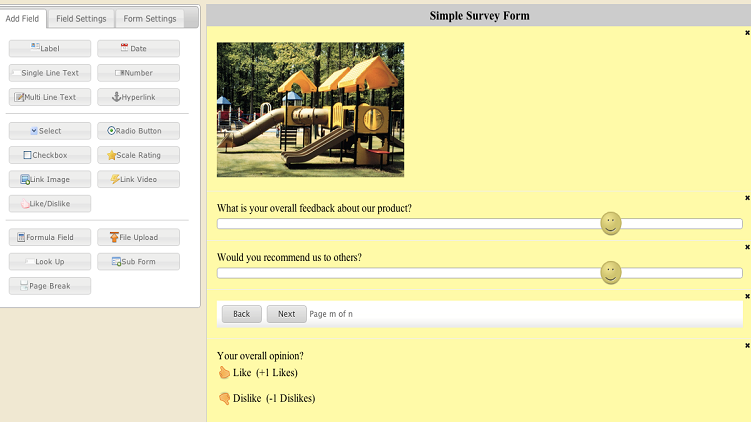 Add Field
Field Settings
Form Settings
Label
Date
Single Line Text
Number
Multi Line Text
Hyperlink
Select
Radio Button
Checkbox
Scale Rating
Link Image
Link Video
Like/Dislike
Formula Field
File Upload
Look Up
Sub Form
Page Break
Simple Survey Form
What is your overall feedback about our product?
Would you recommend us to others?
Back
Next
Page m of n
Your overall opinion?
Like (+1 Likes)
Dislike (-1 Dislikes)